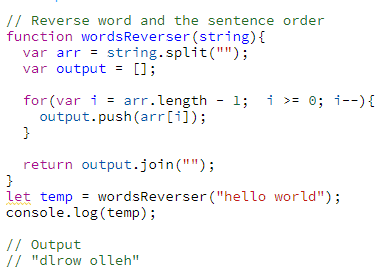 // Reverse word and the sentence order
function wordsReverser(string){
  var arr = string.split("");
  var output = [];

  for(var i = arr.length - 1;  i >= 0; i--){
    output.push(arr[i]);
  }

  return output.join("");
}
let temp = wordsReverser("hello world");
console.log(temp);

// Output
// "dlrow olleh"